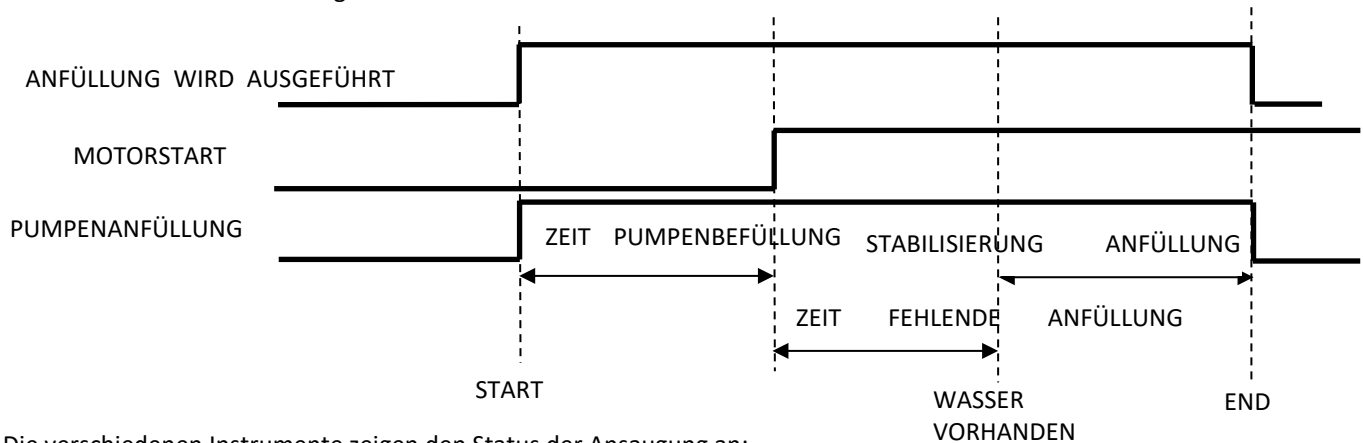 ANFÜLLUNG WIRD AUSGEFÜHRT
MOTORSTART
PUMPENANFÜLLUNG
ZEIT PUMPENBEFÜLLUNG
STABILISIERUNG ANFÜLLUNG
ZEIT FEHLENDE ANFÜLLUNG
START
WASSER
VORHANDEN
END
Die verschiedenen Instrumente zeigen den Status der Ansaugung an: